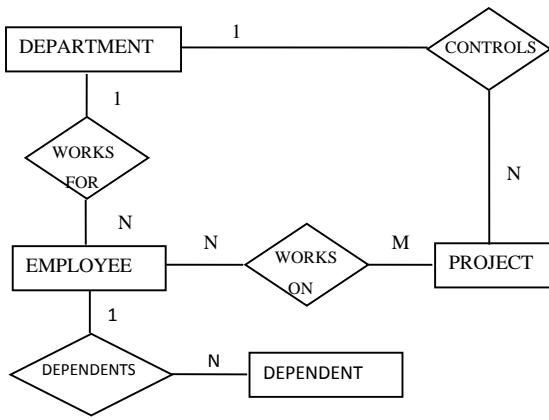 DEPARTMENT
1
CONTROLS
1
WORKS
FOR
N
N
EMPLOYEE
N
WORKS
ON
M
PROJECT
1
DEPENDENTS
N
DEPENDENT